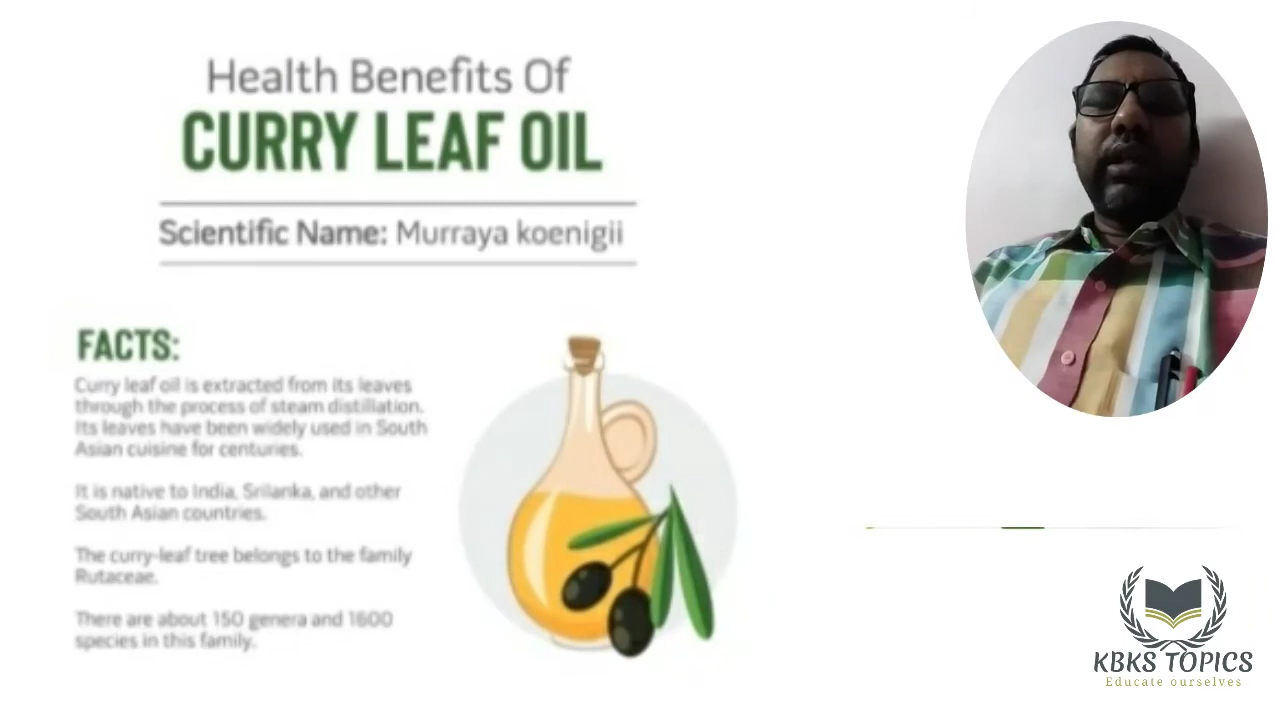 Health Benefits Of
CURRY LEAF OIL
Scientific Name: Murraya koenigii
FACTS:
Curry leaf oil is extracted from its leaves
through the process of steam distillation.
Its leaves have been widely used in South
Asian cuisine for centuries.
It is native to India, Srilanka, and other
South Asian countries.
The curry-leaf tree belongs to the family
Rutaceae.
There are about 150 genera and 1600
species in this family.
KBKS TOPICS
Educate ourselves